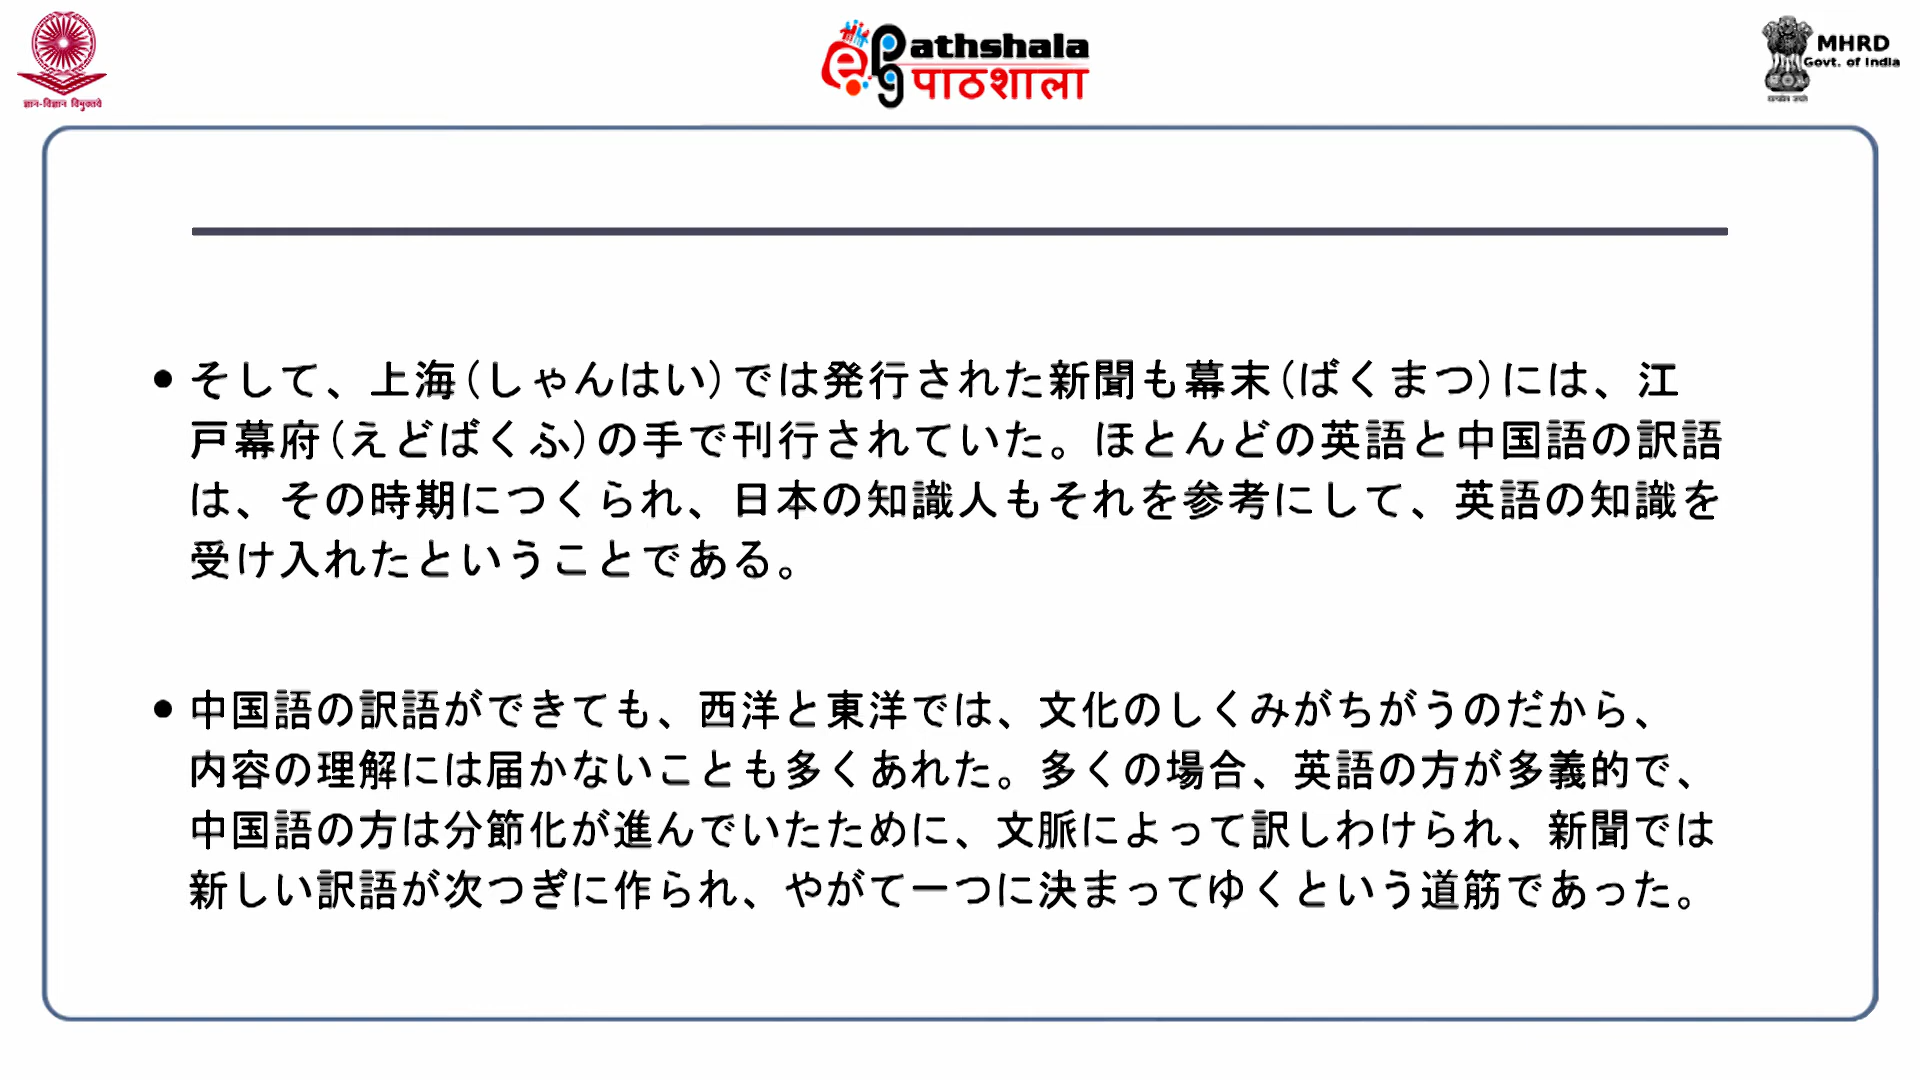 ज्ञान-विज्ञान विमुक्तये
ePG Pathshala
पाठशाला
MHRD
Govt. of India
सत्यमेव जयते
• そして、上海(しゃんはい)では発行された新聞も幕末(ばくまつ)には、江
戸幕府(えどばくふ)の手で刊行されていた。ほとんどの英語と中国語の訳語
は、その時期につくられ、日本の知識人もそれを参考にして、英語の知識を
受け入れたということである。
• 中国語の訳語ができても、西洋と東洋では、文化のしくみがちがうのだから、
内容の理解には届かないことも多くあれた。多くの場合、英語の方が多義的で、
中国語の方は分節化が進んでいたために、文脈によって訳しわけられ、新聞では
新しい訳語が次つぎに作られ、やがて一つに決まってゆくという道筋であった。